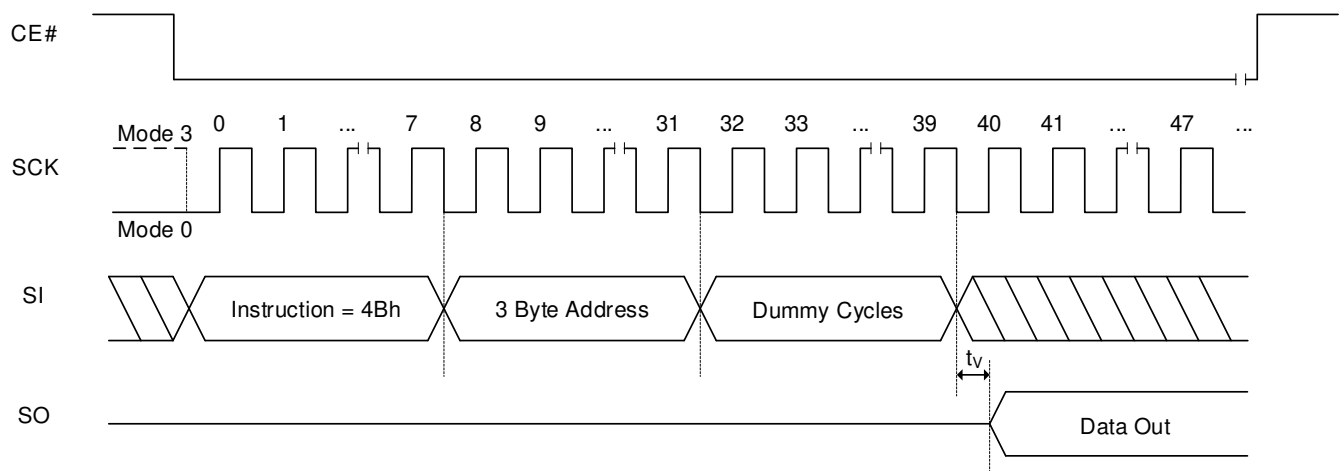 CE#
Mode 3
0 1 ... 7 8 9 ... 31 32 33 ... 39 40 41 ... 47 ...
SCK
Mode 0
SI
Instruction = 4Bh
3 Byte Address
Dummy Cycles
tV
SO
Data Out